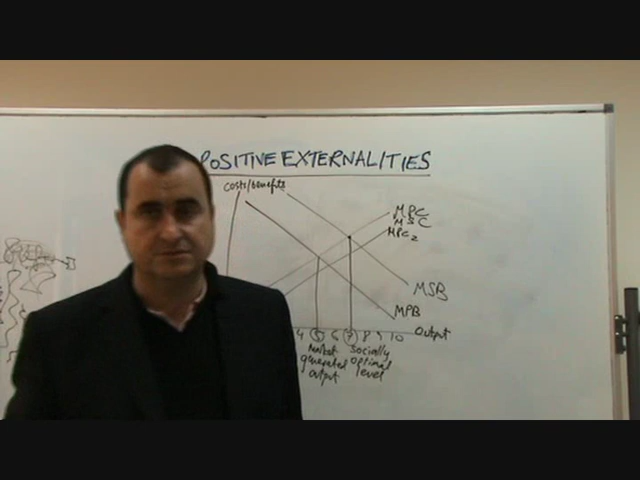 POSITIVE EXTERNALITIES
costs/benefits
MPC
MSC
MPC2
MSB
MPB
4 5 6 7 8 9 10 output
Market Socially
generated optimal
output level